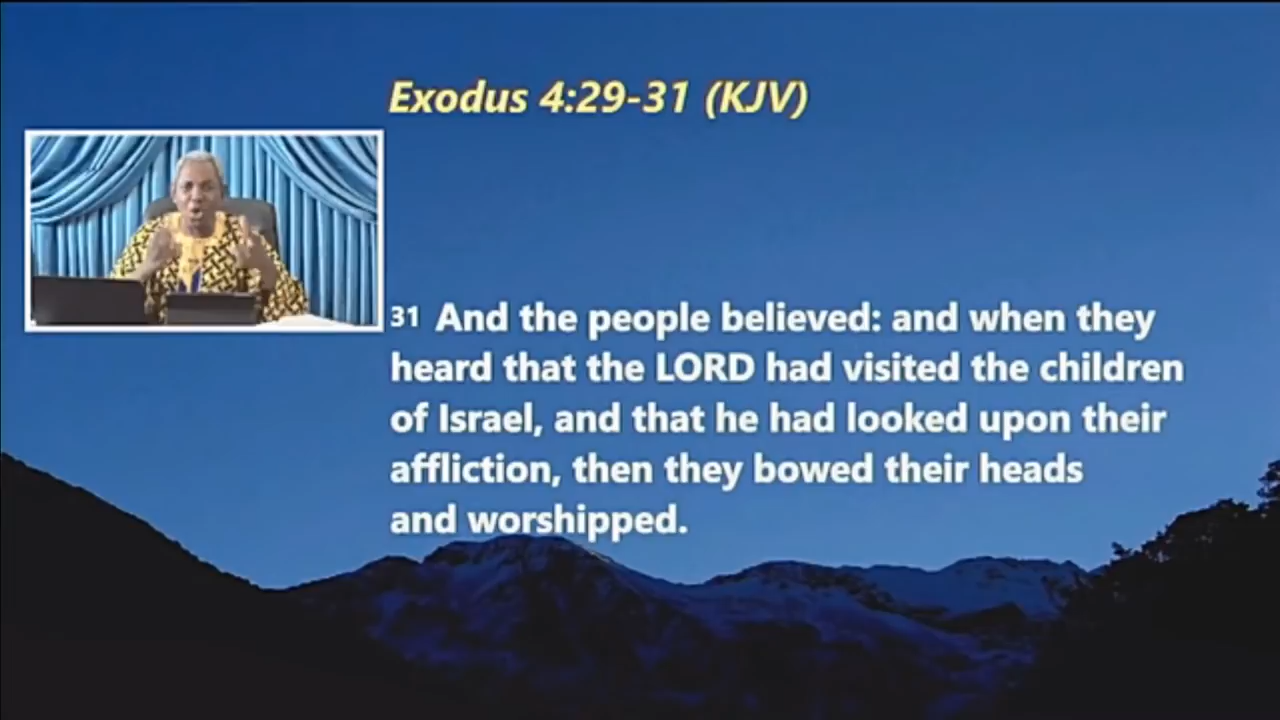 Exodus 4:29-31 (KJV)
31 And the people believed: and when they
heard that the LORD had visited the children
of Israel, and that he had looked upon their
affliction, then they bowed their heads
and worshipped.